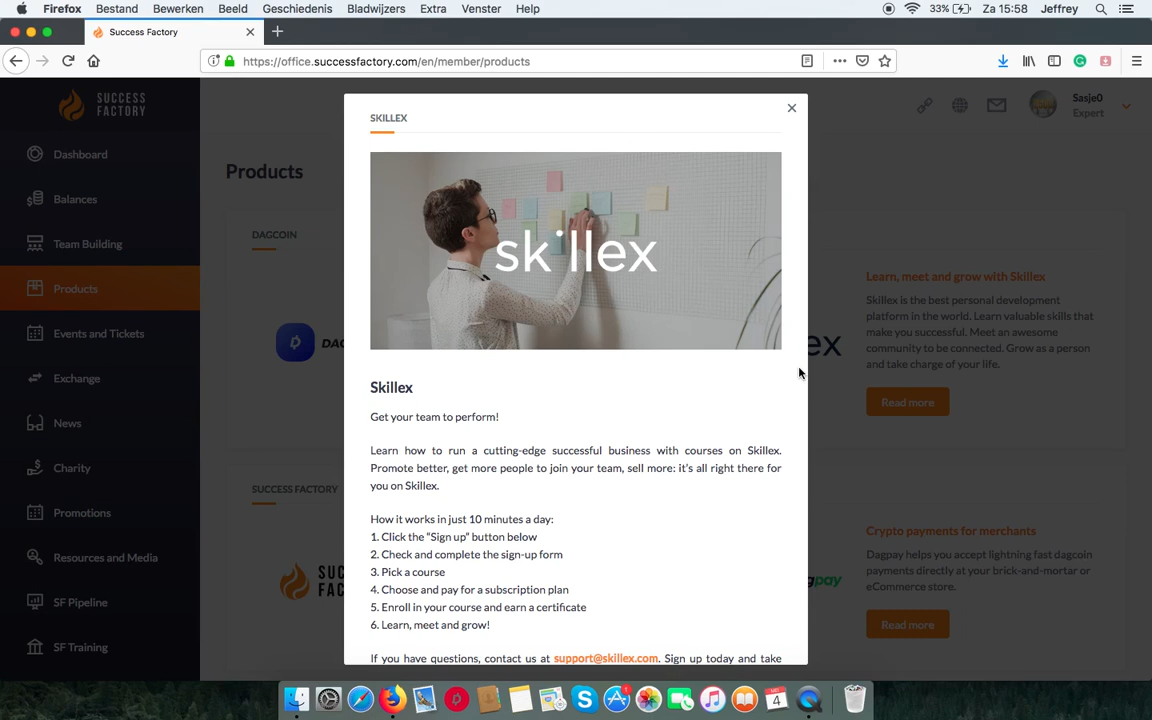 Firefox Bestand Bewerken Beeld Geschiedenis Bladwijzers Extra Venster Help 33% Za 15:58 Jeffrey
Success Factory
https://office.successfactory.com/en/member/products
SUCCESS FACTORY
Sasje0
Expert
Dashboard
Balances
Team Building
Products
Events and Tickets
Exchange
News
Charity
Promotions
Resources and Media
SF Pipeline
SF Training
Products
DAGCOIN
DAG
SUCCESS FACTORY
SUC
FAC
SKILLEX
skillex
Skillex
Get your team to perform!
Learn how to run a cutting-edge successful business with courses on Skillex.
Promote better, get more people to join your team, sell more: it's all right there for
you on Skillex.
How it works in just 10 minutes a day:
1. Click the "Sign up" button below
2. Check and complete the sign-up form
3. Pick a course
4. Choose and pay for a subscription plan
5. Enroll in your course and earn a certificate
6. Learn, meet and grow!
If you have questions, contact us at support@skillex.com. Sign up today and take
ex
Learn, meet and grow with Skillex
Skillex is the best personal development
platform in the world. Learn valuable skills that
make you successful. Meet an awesome
community to be connected. Grow as a person
and take charge of your life.
Read more
gpay
Crypto payments for merchants
Dagpay helps you accept lightning fast dagcoin
payments directly at your brick-and-mortar or
eCommerce store.
Read more
1
4